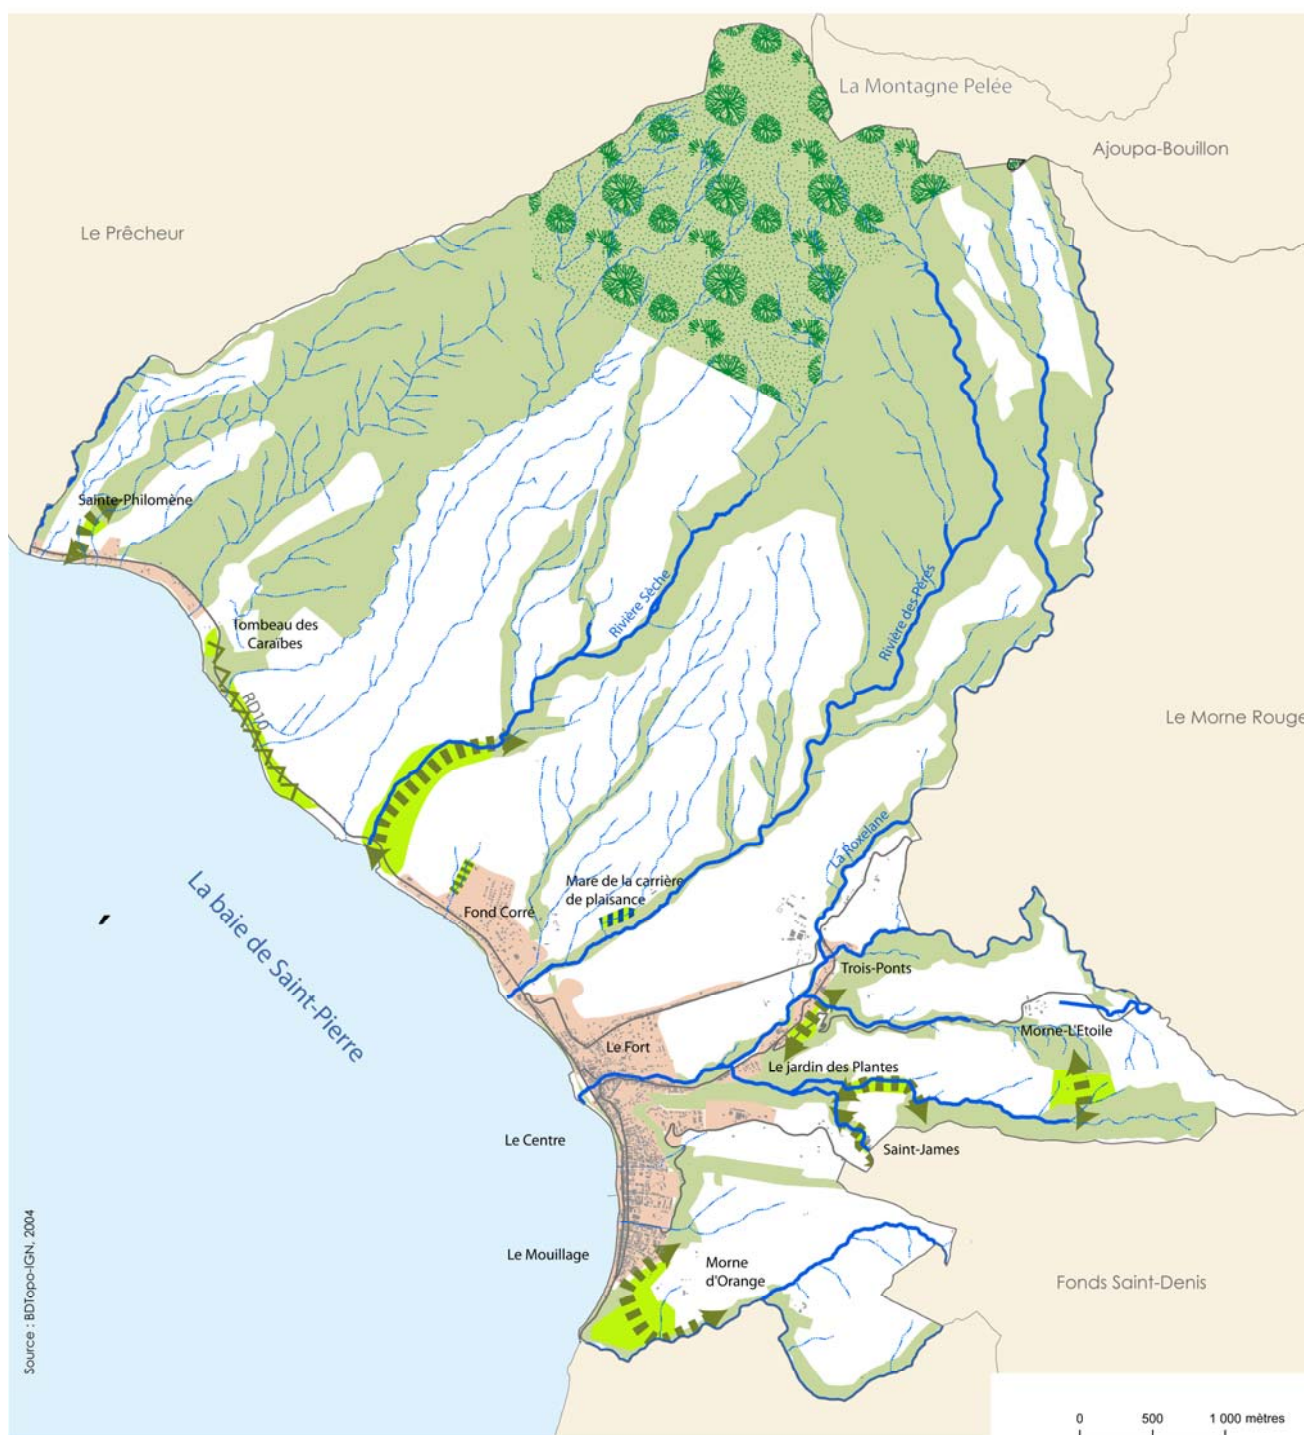 La Montagne Pelée
Ajoupa-Bouillon
Le Prêcheur
Sainte-Philomène
Rivière Sèche
Rivière des Pères
Tombeau des
Caraïbes
RD10
Le Morne Rouge
La Roxelane
Mare de la carrière
de plaisance
Fond Corré
La baie de Saint-Pierre
Trois-Ponts
Morne-L'Etoile
Le Fort
Le jardin des Plantes
Le Centre
Saint-James
Le Mouillage
Morne
d'Orange
Fonds Saint-Denis
Source : BDTopo-IGN, 2004
0 500 1 000 mètres